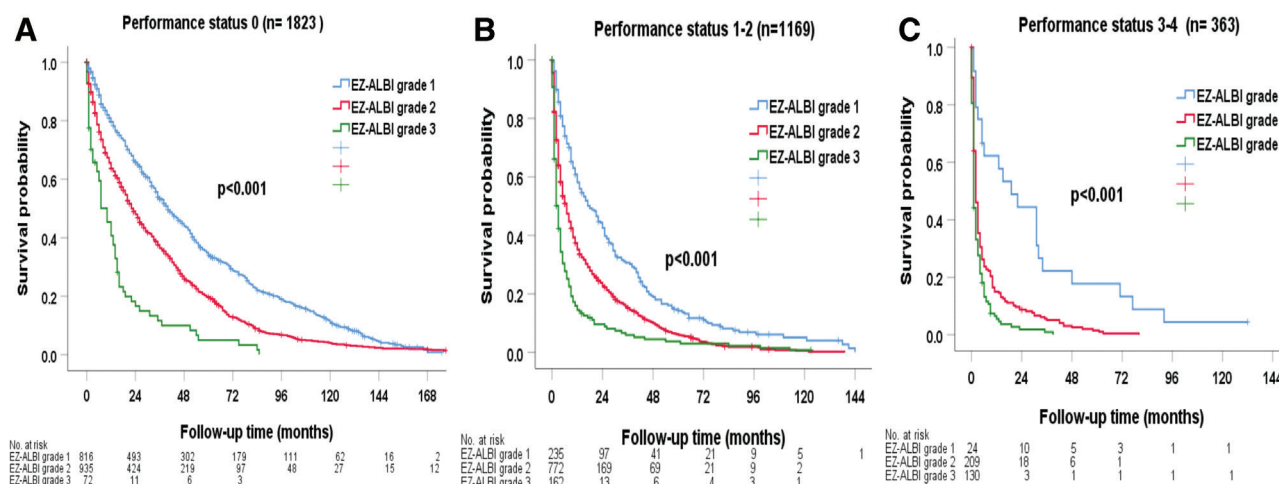 A
Performance status 0 (n= 1823 )
EZ-ALBI grade 1
EZ-ALBI grade 2
EZ-ALBI grade 3
p<0.001
Survival probability
1.0
0.8
0.6
0.4
0.2
0.0
0 24 48 72 96 120 144 168
Follow-up time (months)
No. at risk
EZ-ALBI grade 1 816 493 302 179 111 62 16 2
EZ-ALBI grade 2 935 424 219 97 48 27 15 12
EZ-ALBI grade 3 72 11 6 3
B
Performance status 1-2 (n=1169)
EZ-ALBI grade 1
EZ-ALBI grade 2
EZ-ALBI grade 3
p<0.001
Survival probability
1.0
0.8
0.6
0.4
0.2
0.0
0 24 48 72 96 120 144
Follow-up time (months)
No. at risk
EZ-ALBI grade 1 235 97 41 21 9 5 1
EZ-ALBI grade 2 772 169 69 21 9 2
EZ-ALBI grade 3 162 13 6 4 3 1
C
Performance status 3-4 (n= 363)
EZ-ALBI grade
EZ-ALBI grade
EZ-ALBI grade
p<0.001
Survival probability
1.0
0.8
0.6
0.4
0.2
0.0
0 24 48 72 96 120 144
Follow-up time (months)
No. at risk
EZ-ALBI grade 1 24 10 5 3 1 1
EZ-ALBI grade 2 209 18 6 1
EZ-ALBI grade 3 130 3 1 1 1 1